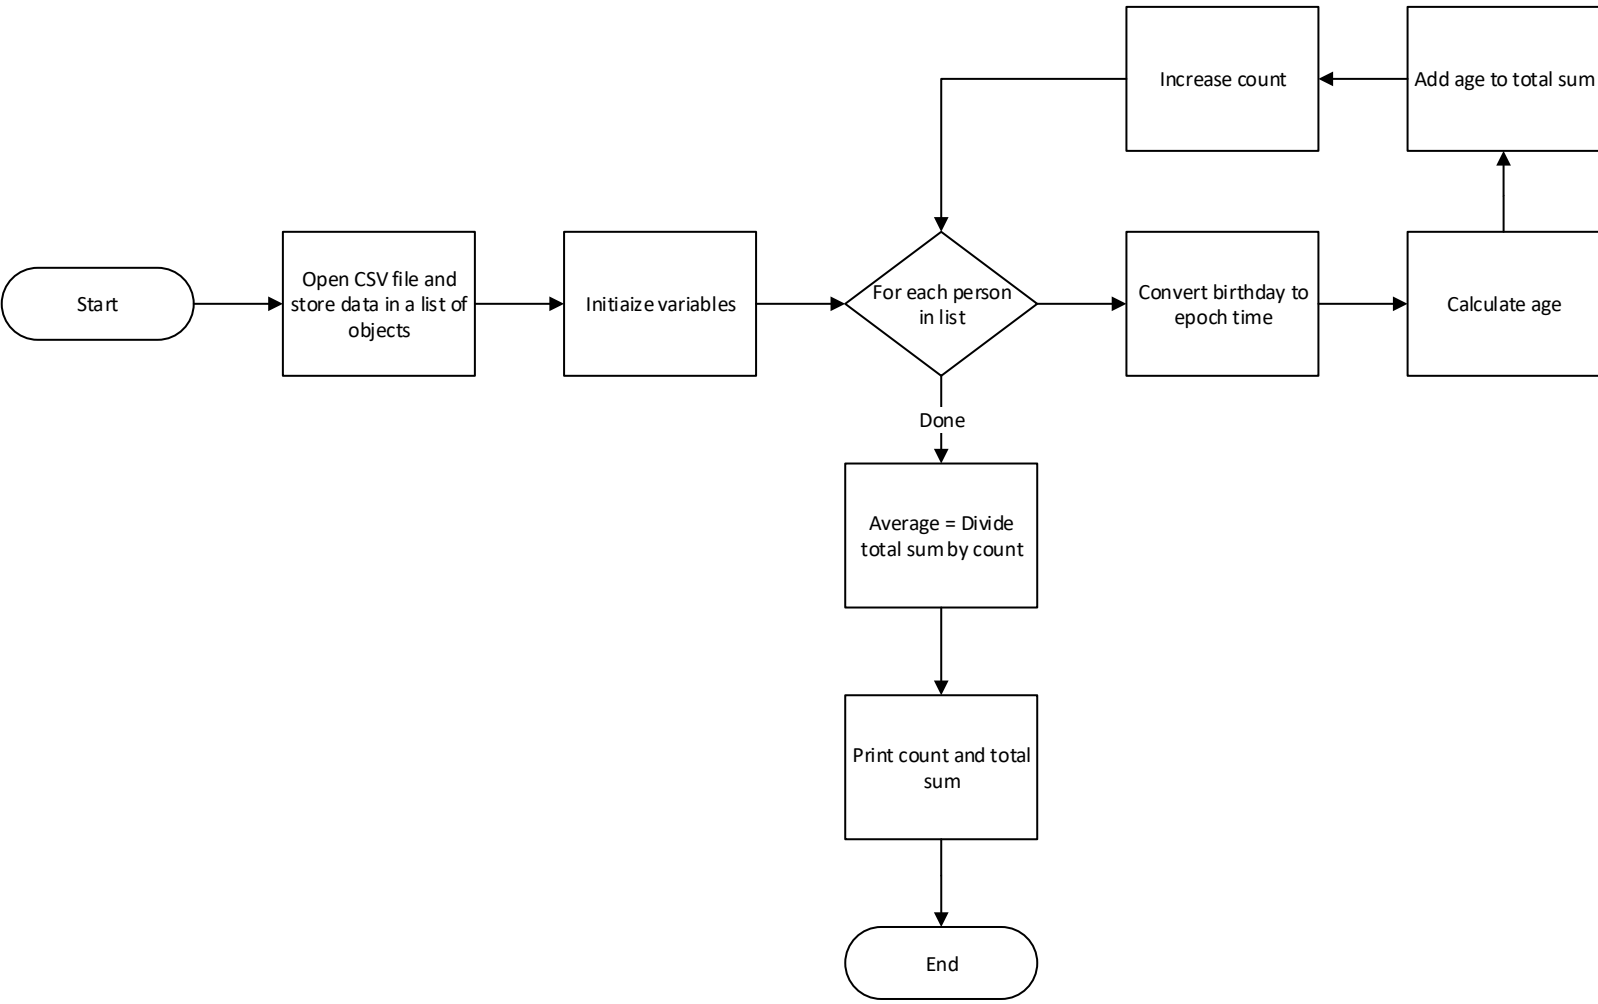 Increase count
Add age to total sum
Start
Open CSV file and
store data in a list of
objects
Initiaize variables
For each person
in list
Convert birthday to
epoch time
Calculate age
Done
Average = Divide
total sum by count
Print count and total
sum
End